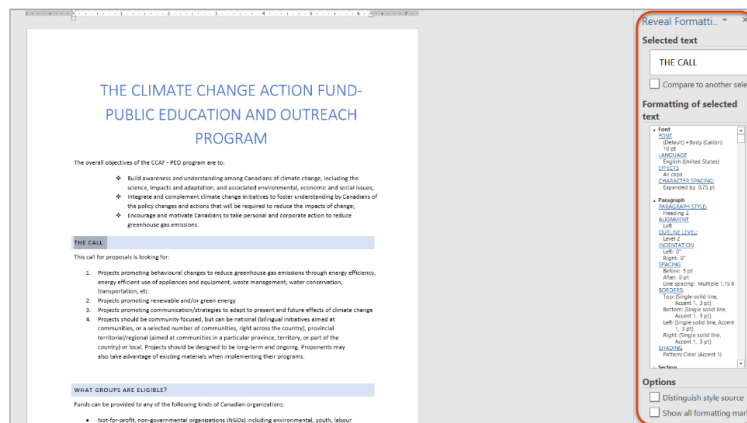 THE CLIMATE CHANGE ACTION FUND-
PUBLIC EDUCATION AND OUTREACH
PROGRAM
The overall objectives of the CCAF - PEO program are to:
❖ Build awareness and understanding among Canadians of climate change, including the
science, impacts and adaptation, and associated environmental, economic and social issues;
❖ Integrate and complement climate change initiatives to foster understanding by Canadians of
the policy changes and actions that will be required to reduce the impacts of change;
❖ Encourage and motivate Canadians to take personal and corporate action to reduce
greenhouse gas emissions.
THE CALL
This call for proposals is looking for:
1. Projects promoting behavioural changes to reduce greenhouse gas emissions through energy efficiency,
energy efficient use of appliances and equipment, waste management, water conservation,
transportation, etc.
2. Projects promoting renewable and/or green energy
3. Projects promoting communication/strategies to adapt to present and future effects of climate change
4. Projects should be community focused, but can be national (bilingual initiatives aimed at
communities, or a selected number of communities, right across the country), provincial
territorial/regional (aimed at communities in a particular province, territory, or part of the
country) or local. Projects should be designed to be long-term and ongoing. Proponents may
also take advantage of existing materials when implementing their programs.
WHAT GROUPS ARE ELIGIBLE?
Funds can be provided to any of the following kinds of Canadian organizations:
• Not-for-profit, non-governmental organizations (NGOs) including environmental, youth, labour
Reveal Formatti..
Selected text
THE CALL
Compare to another sele
Formatting of selected
text
Font
FONT
(Default) +Body (Calibri)
10 pt
LANGUAGE
English (United States)
EFFECTS
All caps
CHARACTER SPACING:
Expanded by 0.75 pt
Paragraph
PARAGRAPH STYLE:
Heading 2
ALIGNMENT
Left
OUTLINE LEVEL:
Level 2
INDENTATION
Left: 0"
Right: 0"
SPACING
Before: 5 pt
After: 0 pt
Line spacing: Multiple 1.15 li
BORDERS:
Top: (Single solid line,
Accent 1, 3 pt)
Bottom: (Single solid line,
Accent 1, 3 pt)
Left: (Single solid line, Accent
1, 3 pt)
Right: (Single solid line,
Accent 1, 3 pt)
SHADING
Pattern: Clear (Accent 1)
Section
Options
Distinguish style source
Show all formatting mar